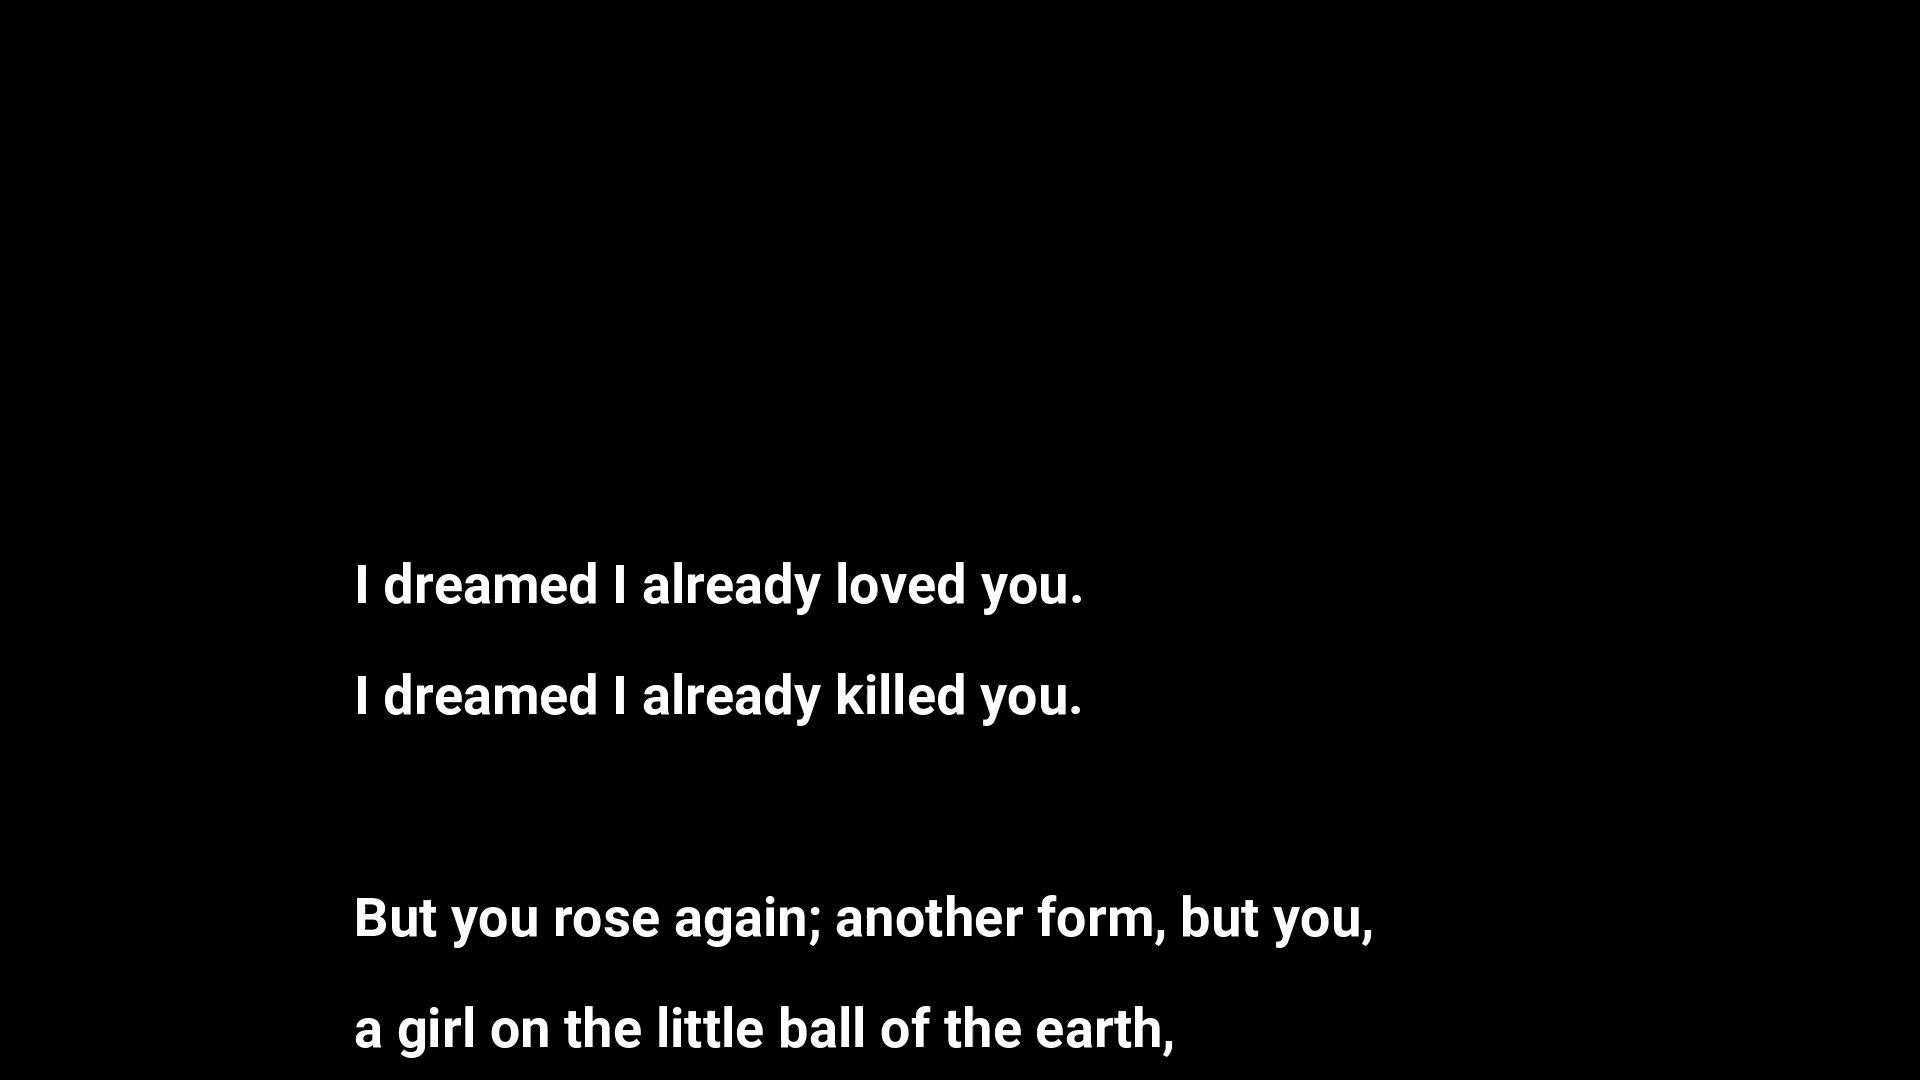 I dreamed I already loved you.
I dreamed I already killed you.
But you rose again; another form, but you,
a girl on the little ball of the earth,